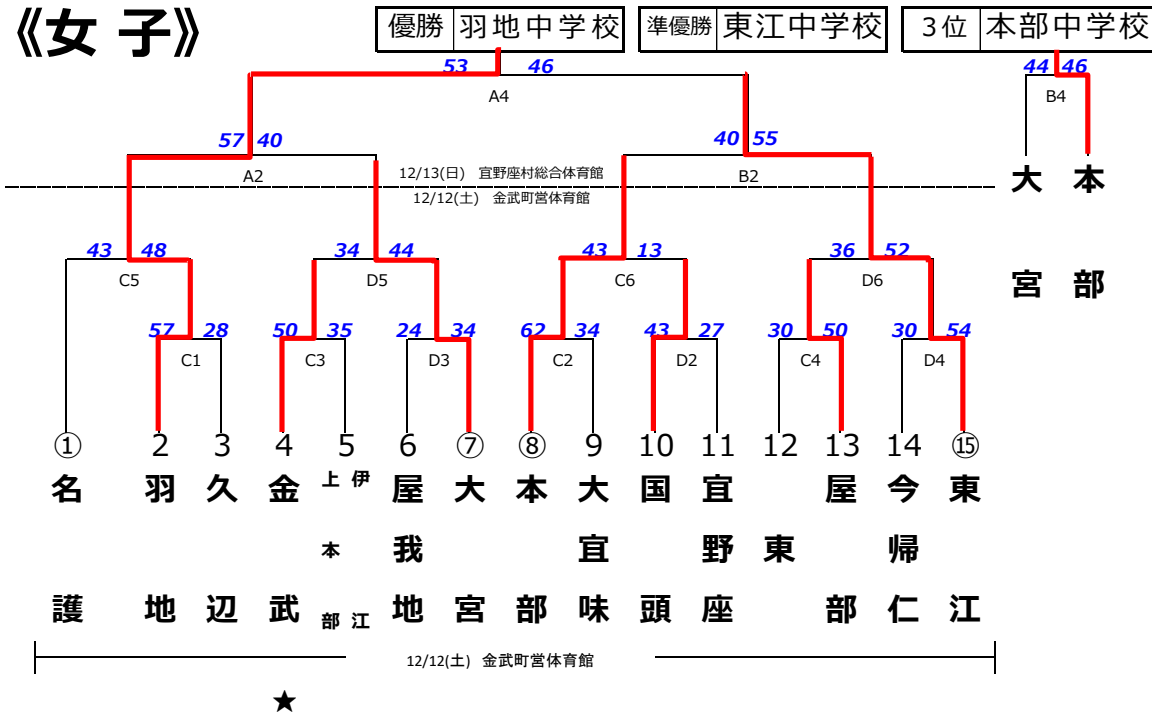 《女 子》
優勝 羽地中学校 準優勝 東江中学校 3位 本部中学校
53 46 44 46
A4 B4
57 40 40 55
A2 12/13(日) 宜野座村総合体育館 B2
12/12(土) 金武町営体育館
大宮 本部
43 48 34 44 43 13 36 52
C5 D5 C6 D6
57 28 50 35 24 34 62 34 43 27 30 50 30 54
C1 C3 D3 C2 D2 C4 D4
① 2 3 4 5 6 ⑦ ⑧ 9 10 11 12 13 14 ⑮
名護
羽地
久辺
金武
上本部
伊江
屋我地
大宮
本部
大宜味
国頭
宜野座
東
屋部
今帰仁
東江
12/12(土) 金武町営体育館
★